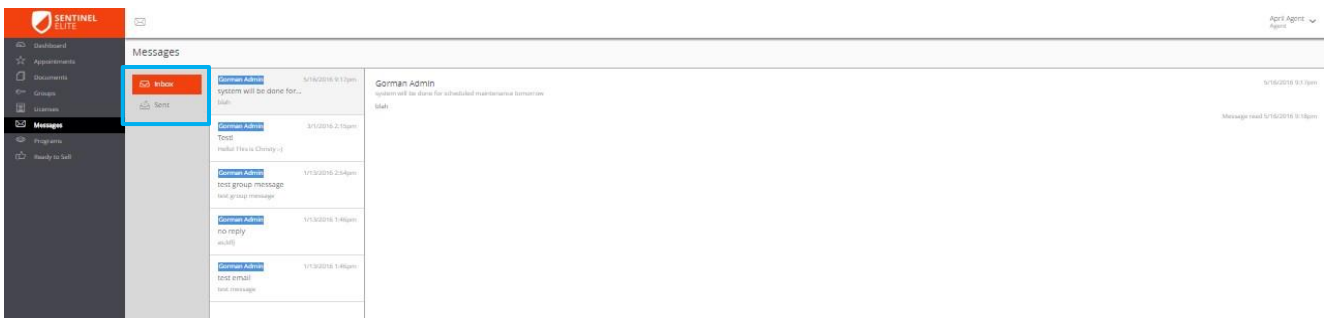 SENTINEL
ELITE
April Agent
Agent
Dashboard
Appointments
Documents
Groups
Licenses
Messages
Programs
Ready to Sell
Messages
Inbox
Sent
Gorman Admin 5/16/2016 9:17pm
system will be done for...
blah
Gorman Admin 3/1/2016 2:16pm
Test!
Hello! This is Christy :-)
Gorman Admin 1/13/2016 2:54pm
test group message
test group message
Gorman Admin 1/13/2016 1:46pm
no reply
Gorman Admin 1/13/2016 1:46pm
test email
test message
Gorman Admin 5/16/2016 9:17pm
system will be done for scheduled maintenance tomorrow
blah
Message read 5/16/2016 9:18pm